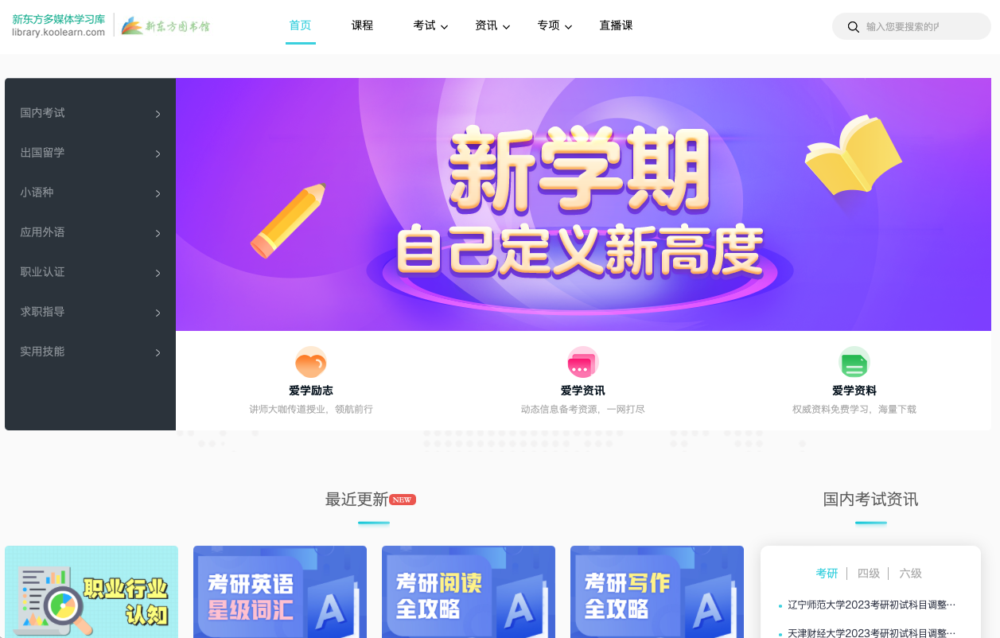 新东方多媒体学习库
library.koolearn.com
新东方图书馆
首页
课程
考试
资讯
专项
直播课
输入您要搜索的
国内考试
出国留学
小语种
应用外语
职业认证
求职指导
实用技能
新学期
自己定义新高度
爱学励志
讲师大咖传道授业，领航前行
爱学资讯
动态信息备考资源，一网打尽
爱学资料
权威资料免费学习、海量下载
最近更新
NEW
国内考试资讯
职业行业
认知
考研英语
星级词汇
考研阅读
全攻略
考研写作
全攻略
A
A
A
考研
四级
六级
辽宁师范大学2023考研初试科目调整…
天津财经大学2023考研初试科目调整…